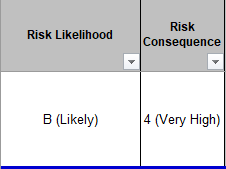 Risk Likelihood
Risk
Consequence
B (Likely)
4 (Very High)